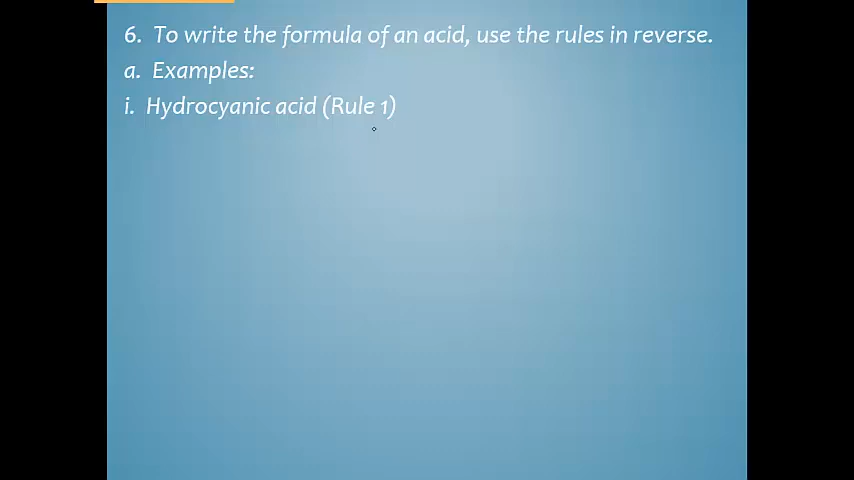 6. To write the formula of an acid, use the rules in reverse.
a. Examples:
i. Hydrocyanic acid (Rule 1)